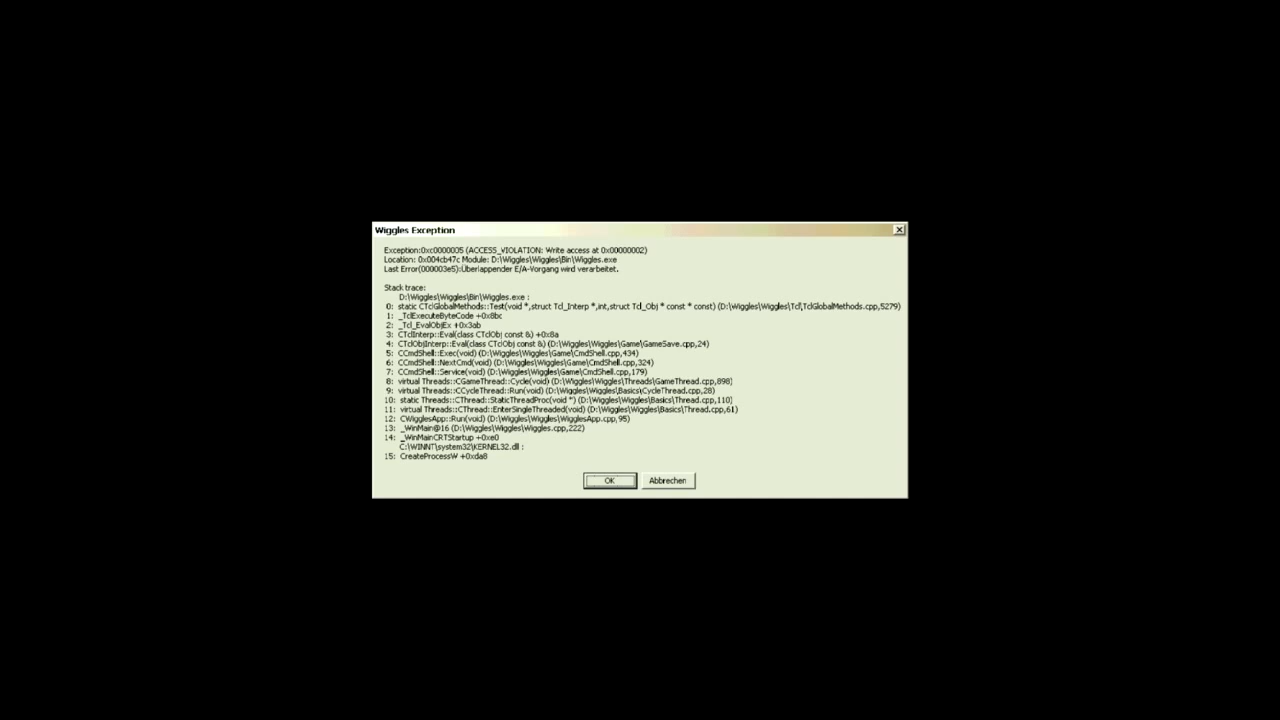 Wiggles Exception
Exception:0xc0000005 (ACCESS_VIOLATION: Write access at 0x00000002)
Location: 0x004cb47c Module: D:\Wiggles\Wiggles\Bin\Wiggles.exe
Last Error(000003e5):Überlappender E/A-Vorgang wird verarbeitet.
Stack trace:
D:\Wiggles\Wiggles\Bin\Wiggles.exe :
0: static CTclGlobalMethods::Test(void *,struct Tcl_Interp *,int,struct Tcl_Obj * const * const) (D:\Wiggles\Wiggles\Tcl\TclGlobalMethods.cpp,5279)
1: _TclExecuteByteCode +0x8bc
2: _Tcl_EvalObjEx +0x3ab
3: CTclInterp::Eval(class CTclObj const &) +0x8a
4: CTclObjInterp::Eval(class CTclObj const &) (D:\Wiggles\Wiggles\Game\GameSave.cpp,24)
5: CCmdShell::Exec(void) (D:\Wiggles\Wiggles\Game\CmdShell.cpp,434)
6: CCmdShell::NextCmd(void) (D:\Wiggles\Wiggles\Game\CmdShell.cpp,324)
7: CCmdShell::Service(void) (D:\Wiggles\Wiggles\Game\CmdShell.cpp,179)
8: virtual Threads::CGameThread::Cycle(void) (D:\Wiggles\Wiggles\Threads\GameThread.cpp,898)
9: virtual Threads::CCycleThread::Run(void) (D:\Wiggles\Wiggles\Basics\CycleThread.cpp,28)
10: static Threads::CThread::StaticThreadProc(void *) (D:\Wiggles\Wiggles\Basics\Thread.cpp,110)
11: virtual Threads::CThread::EnterSingleThreaded(void) (D:\Wiggles\Wiggles\Basics\Thread.cpp,61)
12: CWigglesApp::Run(void) (D:\Wiggles\Wiggles\WigglesApp.cpp,95)
13: _WinMain@16 (D:\Wiggles\Wiggles\Wiggles.cpp,222)
14: _WinMainCRTStartup +0xe0
C:\WINNT\system32\KERNEL32.dll :
15: CreateProcessW +0xda8
OK Abbrechen